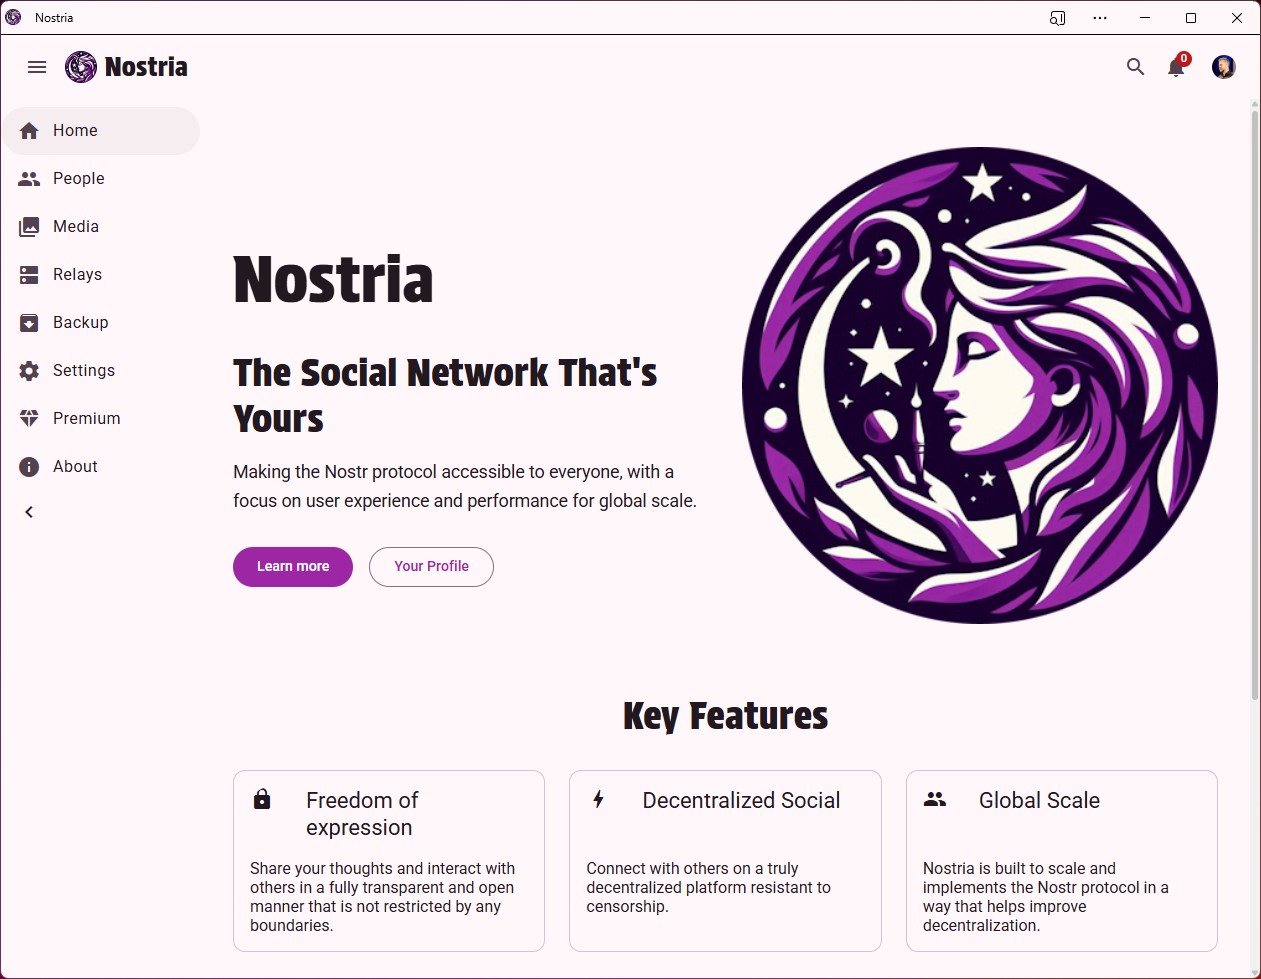 Nostria
Nostria
0
Home
People
Media
Relays
Backup
Settings
Premium
About
Nostria
The Social Network That's
Yours
Making the Nostr protocol accessible to everyone, with a
focus on user experience and performance for global scale.
Learn more
Your Profile
Key Features
Freedom of
expression
Share your thoughts and interact with
others in a fully transparent and open
manner that is not restricted by any
boundaries.
Decentralized Social
Connect with others on a truly
decentralized platform resistant to
censorship.
Global Scale
Nostria is built to scale and
implements the Nostr protocol in a
way that helps improve
decentralization.